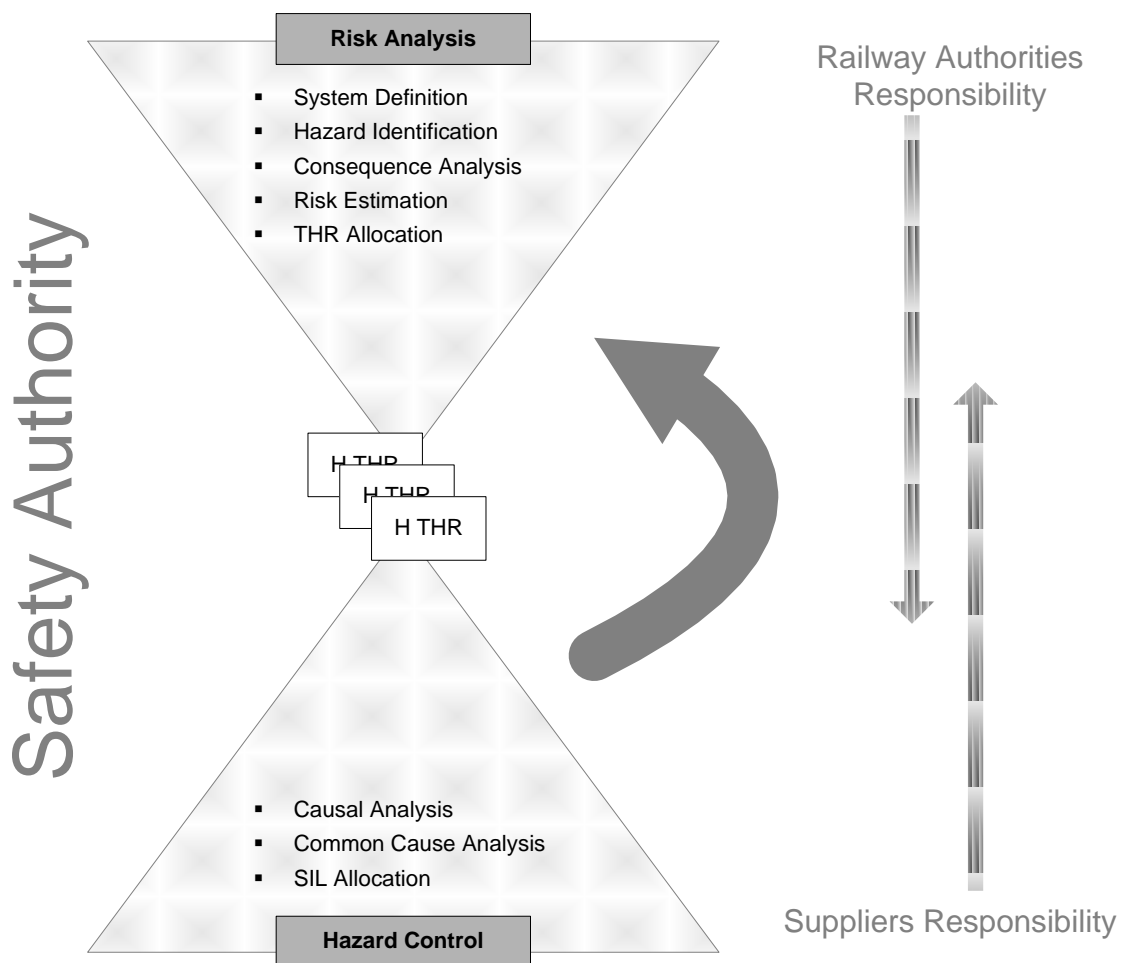 Risk Analysis
Railway Authorities
Responsibility
▪ System Definition
▪ Hazard Identification
▪ Consequence Analysis
▪ Risk Estimation
▪ THR Allocation
Safety Authority
H THR
H THR
H THR
▪ Causal Analysis
▪ Common Cause Analysis
▪ SIL Allocation
Suppliers Responsibility
Hazard Control